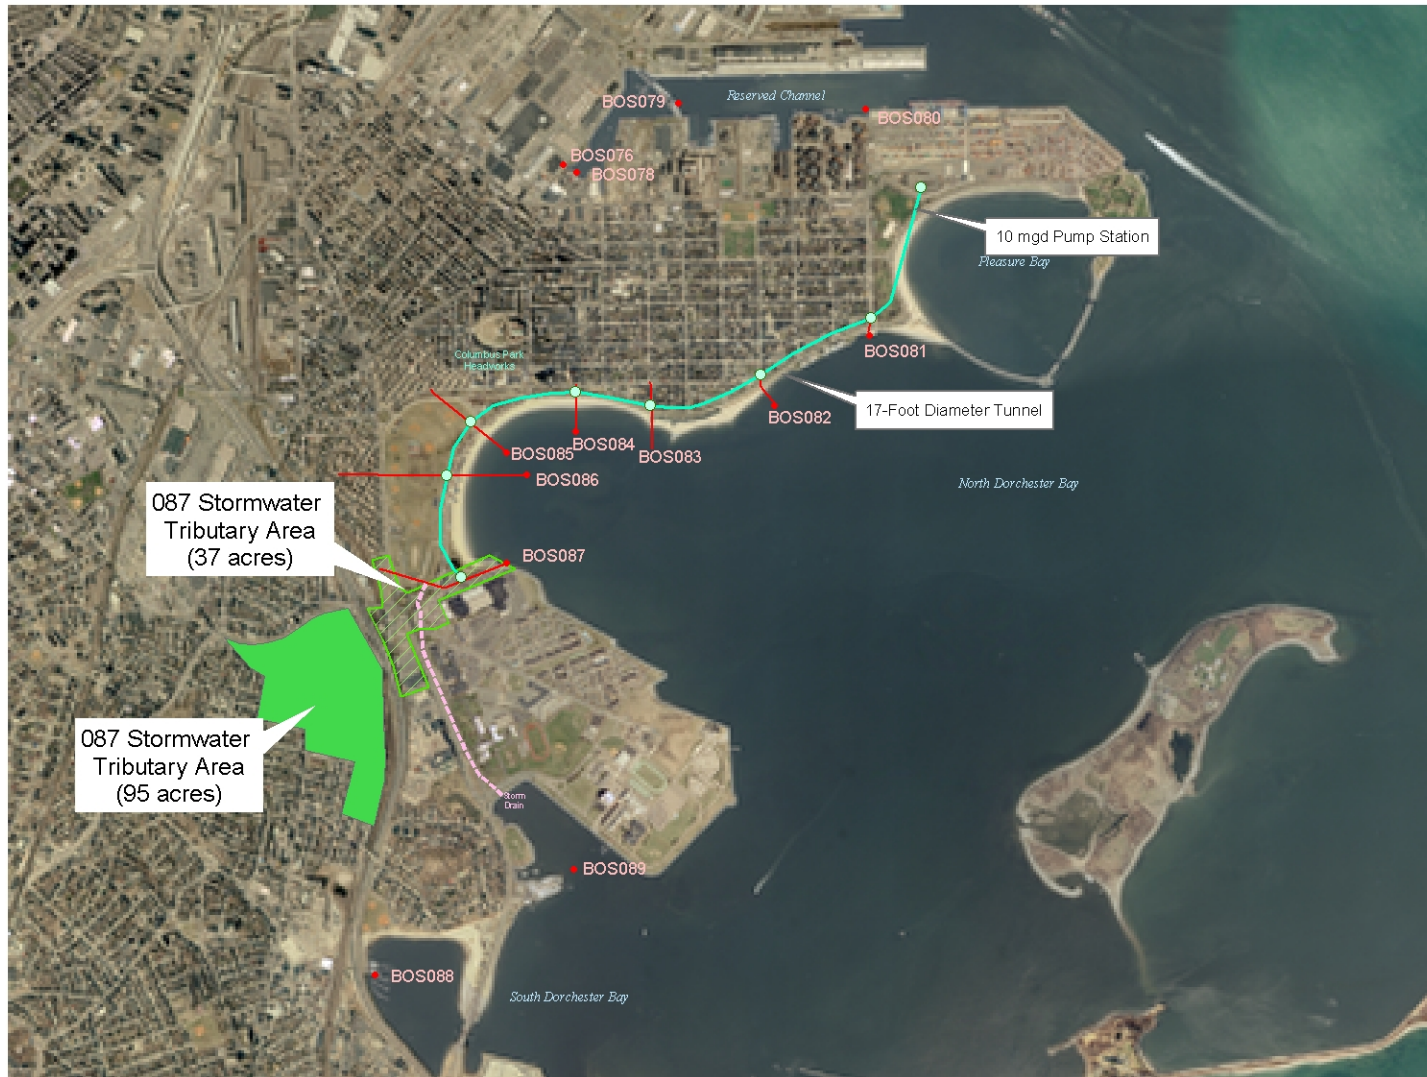 Reserved Channel
BOS079
BOS080
BOS076
BOS078
10 mgd Pump Station
Pleasure Bay
BOS081
Columbus Park
Headworks
17-Foot Diameter Tunnel
BOS082
BOS084
BOS085
BOS083
BOS086
North Dorchester Bay
087 Stormwater
Tributary Area
(37 acres)
BOS087
087 Stormwater
Tributary Area
(95 acres)
Storm
Drain
BOS089
BOS088
South Dorchester Bay